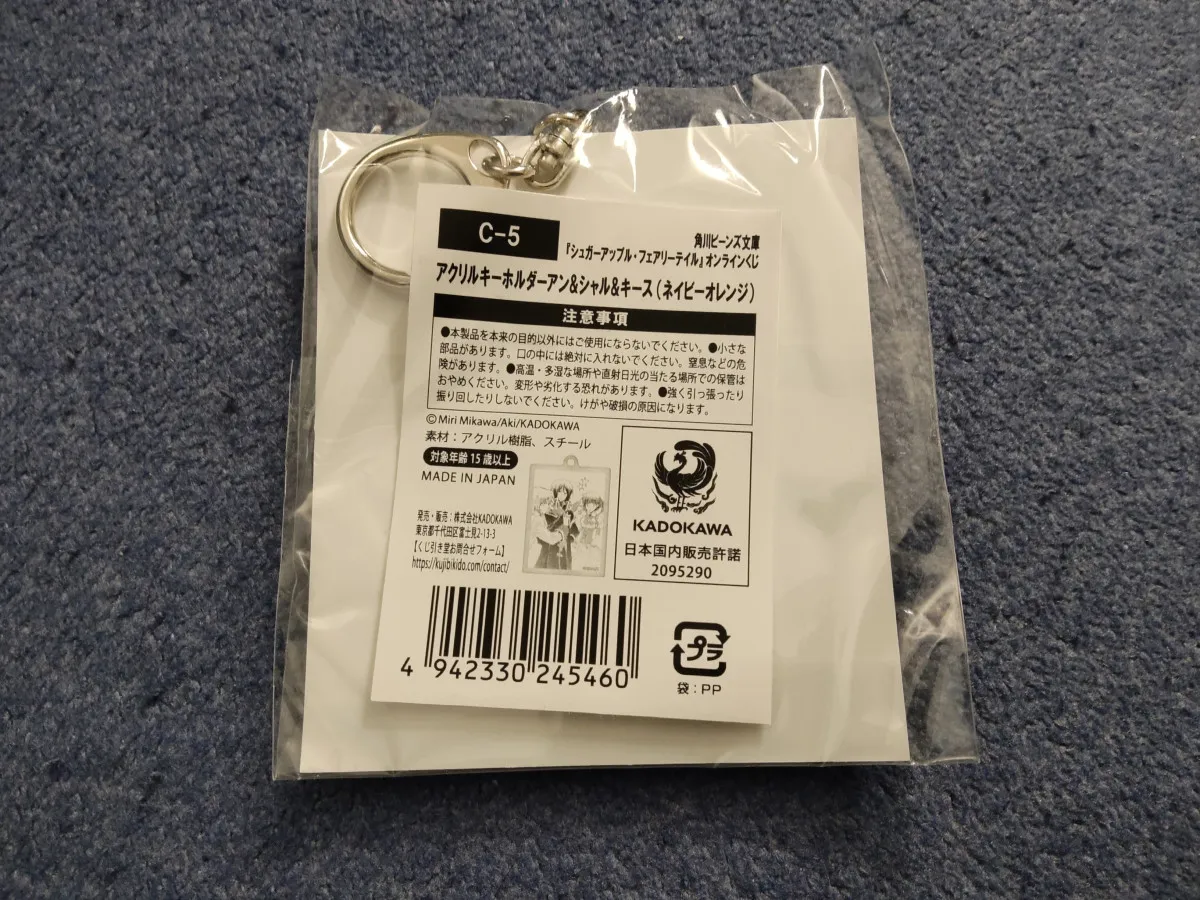 C-5
角川ビーンズ文庫
『シュガーアップル・フェアリーテイル』オンラインくじ
アクリルキーホルダーアン&シャル&キース(ネイビーオレンジ)
注意事項
●本製品を本来の目的以外にはご使用にならないでください。●小さな
部品があります。口の中には絶対に入れないでください。窒息などの危
険があります。●高温・多湿な場所や直射日光の当たる場所での保管は
おやめください。変形や劣化する恐れがあります。●強く引っ張ったり
振り回したりしないでください。けがや破損の原因になります。
©Miri Mikawa/Aki/KADOKAWA
素材:アクリル樹脂、スチール
対象年齢15歳以上
MADE IN JAPAN
発売・販売:株式会社KADOKAWA
東京都千代田区富士見2-13-3
【くじ引き堂お問合せフォーム】
https://kujibikido.com/contact/
KADOKAWA
日本国内販売許諾
2095290
4 942330 245460
プラ
袋:PP